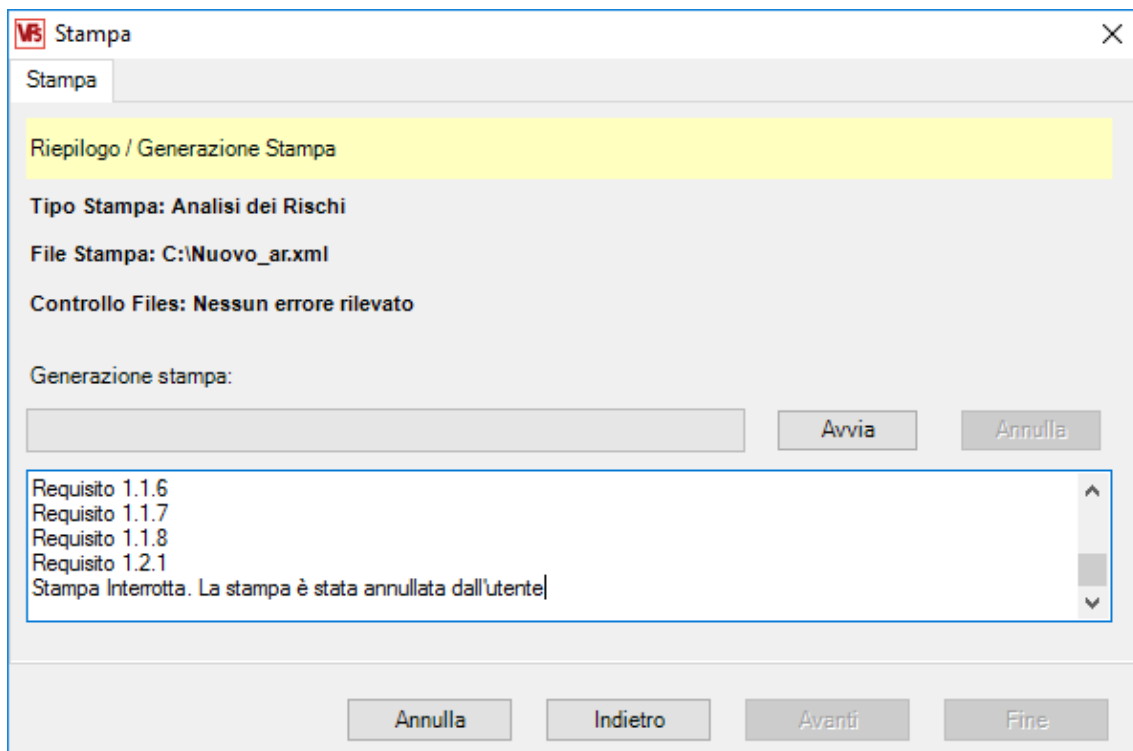 VFs Stampa
Stampa
Riepilogo / Generazione Stampa
Tipo Stampa: Analisi dei Rischi
File Stampa: C:\Nuovo_ar.xml
Controllo Files: Nessun errore rilevato
Generazione stampa:
Avvia Annulla
Requisito 1.1.6
Requisito 1.1.7
Requisito 1.1.8
Requisito 1.2.1
Stampa Interrotta. La stampa è stata annullata dall'utente
Annulla Indietro Avanti Fine